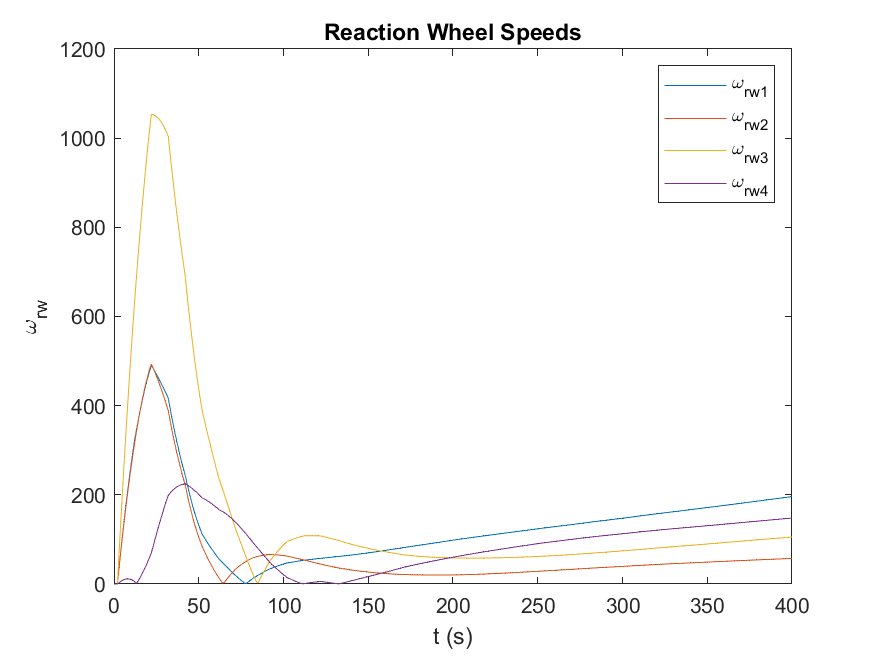 Reaction Wheel Speeds
1200
1000
800
600
400
200
0
ω_rw
0 50 100 150 200 250 300 350 400
t (s)
ω_rw1
ω_rw2
ω_rw3
ω_rw4